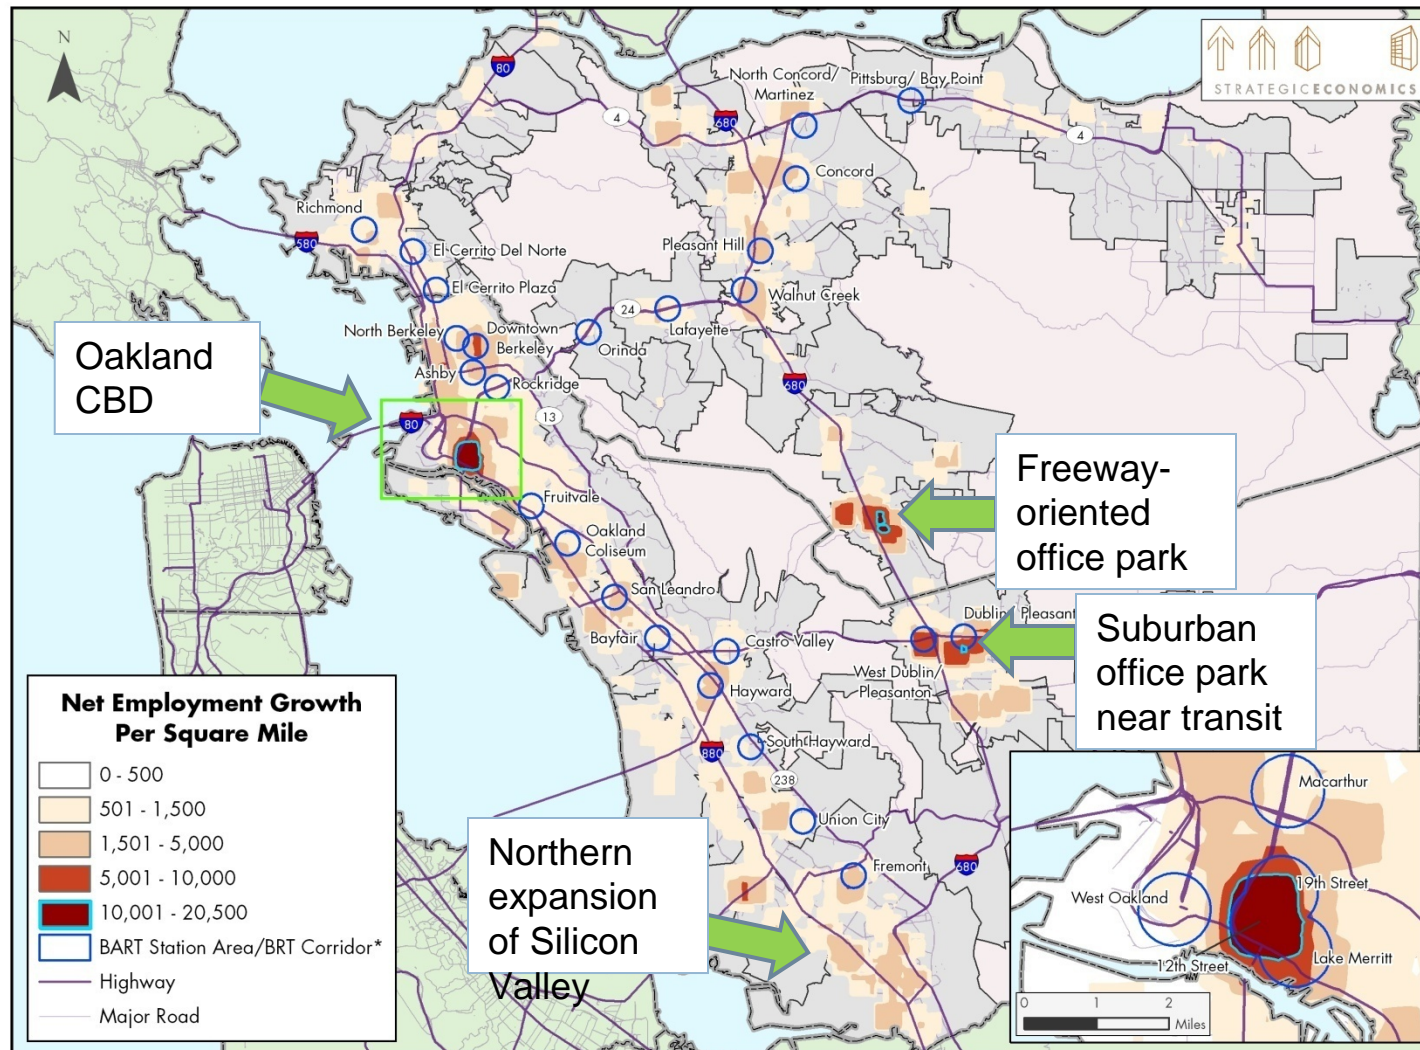 N
STRATEGICECONOMICS
80
North Concord/
Martinez
Pittsburg/ Bay Point
680
4
4
Concord
Richmond
580
El Cerrito Del Norte
Pleasant Hill
El Cerrito Plaza
Walnut Creek
24
Lafayette
North Berkeley
Downtown
Berkeley
Orinda
Ashby
Rockridge
680
Oakland
CBD
80
13
Fruitvale
Oakland
Coliseum
Freeway-
oriented
office park
San Leandro
Bayfair
Castro Valley
Dublin/ Pleasant
West Dublin/
Pleasanton
Suburban
office park
near transit
Hayward
South Hayward
880
238
Union City
Fremont
680
Northern
expansion
of Silicon
Valley
Net Employment Growth
Per Square Mile
0 - 500
501 - 1,500
1,501 - 5,000
5,001 - 10,000
10,001 - 20,500
BART Station Area/BRT Corridor*
Highway
Major Road
Macarthur
19th Street
West Oakland
12th Street
Lake Merritt
0 1 2
Miles